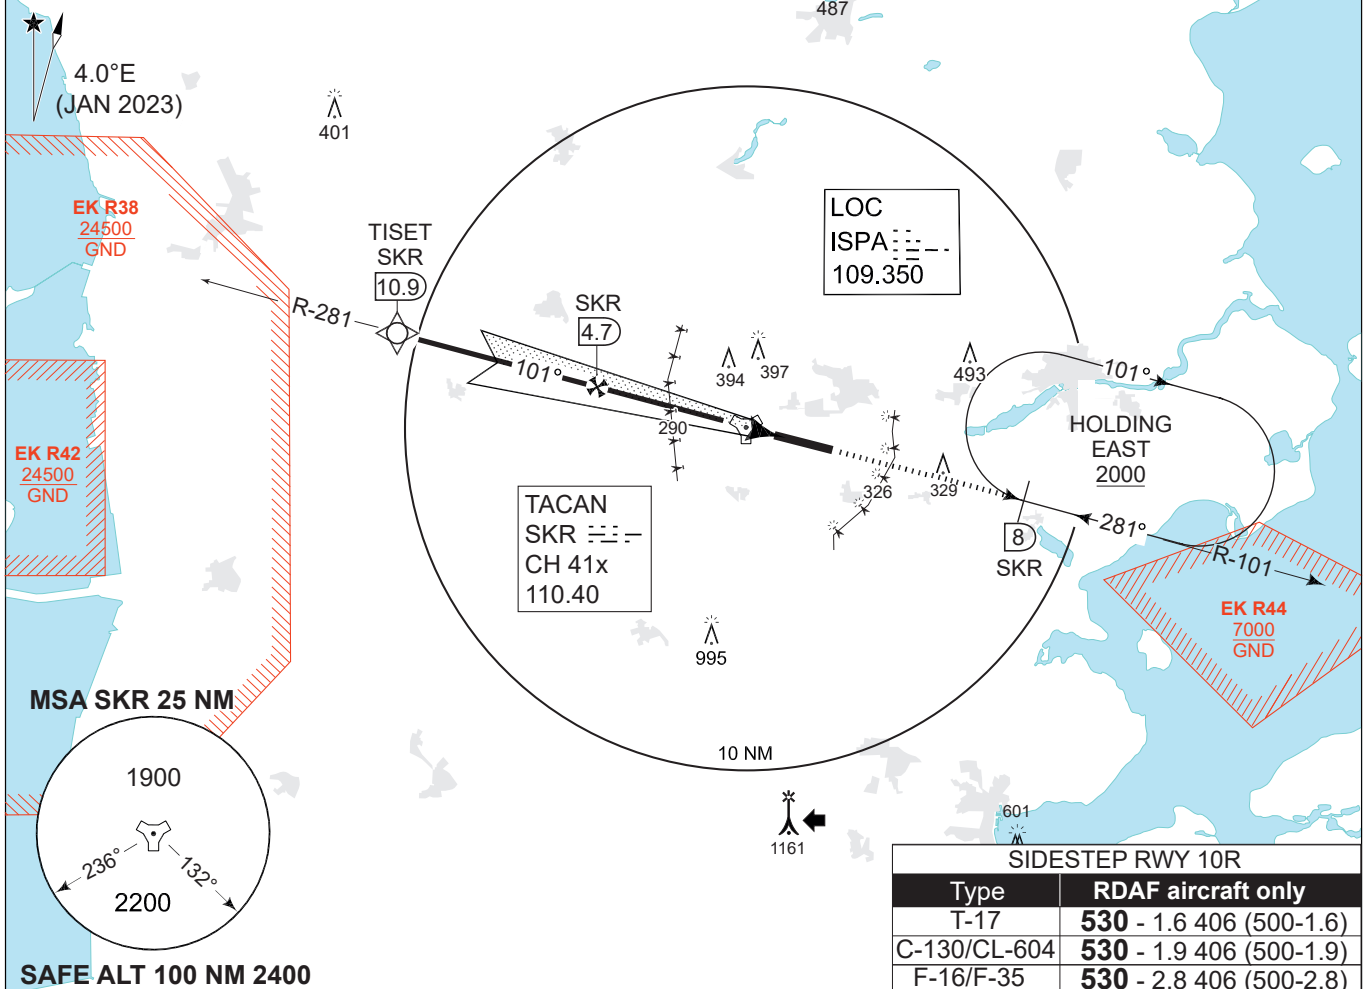 487
4.0°E
(JAN 2023)
401
EK R38
24500
GND
TISET
SKR
10.9
R-281
LOC
ISPA
109.350
SKR
4.7
101°
394
397
493
101°
290
HOLDING
EAST
2000
EK R42
24500
GND
326
329
TACAN
SKR
CH 41x
110.40
8
SKR
281°
R-101
EK R44
7000
GND
995
MSA SKR 25 NM
1900
236°
132°
2200
SAFE ALT 100 NM 2400
10 NM
1161
601
SIDESTEP RWY 10R
Type RDAF aircraft only
T-17 530 - 1.6 406 (500-1.6)
C-130/CL-604 530 - 1.9 406 (500-1.9)
F-16/F-35 530 - 2.8 406 (500-2.8)